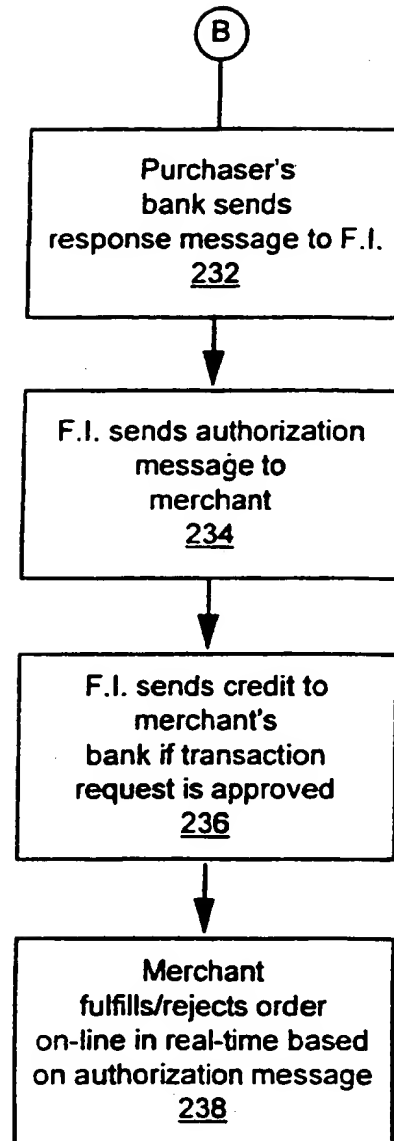 B
Purchaser's
bank sends
response message to F.I.
232
F.I. sends authorization
message to
merchant
234
F.I. sends credit to
merchant's
bank if transaction
request is approved
236
Merchant
fulfills/rejects order
on-line in real-time based
on authorization message
238